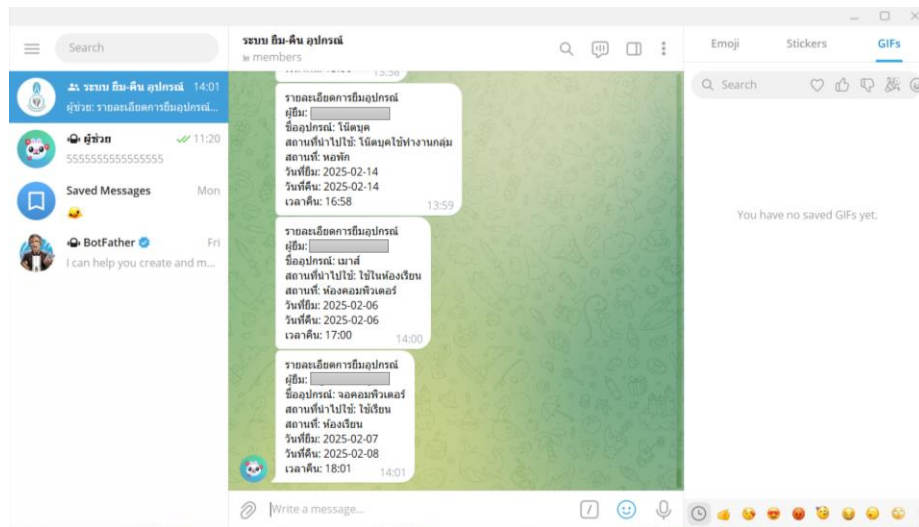 Search
ระบบ ยืม-คืน อุปกรณ์ 14:01
ผู้ช่วย: รายละเอียดการยืมอุปกรณ์...
ผู้ช่วย 11:20
5555555555555555
Saved Messages Mon
BotFather Fri
I can help you create and m...
ระบบ ยืม-คืน อุปกรณ์
members
13:58
รายละเอียดการยืมอุปกรณ์
ผู้ยืม:
ชื่ออุปกรณ์: โน๊ตบุค
สถานที่นำไปใช้: โน๊ตบุคใช้ทำงานกลุ่ม
สถานที่: หอพัก
วันที่ยืม: 2025-02-14
วันที่คืน: 2025-02-14
เวลาคืน: 16:58
13:59
รายละเอียดการยืมอุปกรณ์
ผู้ยืม:
ชื่ออุปกรณ์: เมาส์
สถานที่นำไปใช้: ใช้ในห้องเรียน
สถานที่: ห้องคอมพิวเตอร์
วันที่ยืม: 2025-02-06
วันที่คืน: 2025-02-06
เวลาคืน: 17:00
14:00
รายละเอียดการยืมอุปกรณ์
ผู้ยืม:
ชื่ออุปกรณ์: จอคอมพิวเตอร์
สถานที่นำไปใช้: ใช้เรียน
สถานที่: ห้องเรียน
วันที่ยืม: 2025-02-07
วันที่คืน: 2025-02-08
เวลาคืน: 18:01
14:01
Write a message...
Emoji Stickers GIFs
Search
You have no saved GIFs yet.